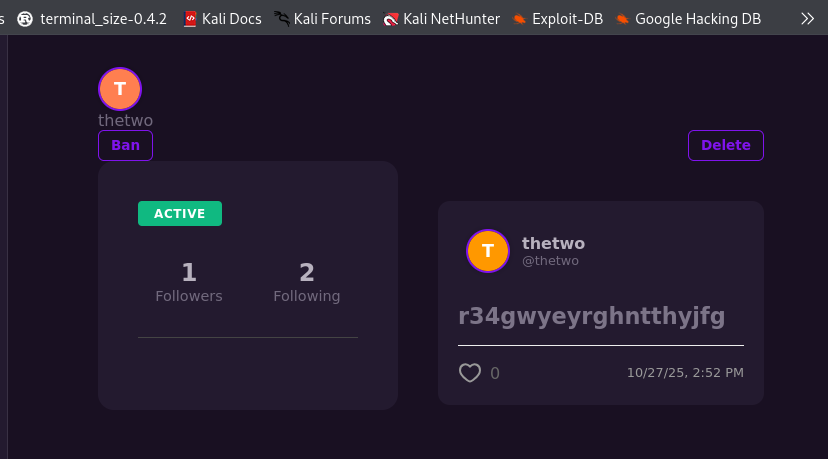 s terminal_size-0.4.2 Kali Docs Kali Forums Kali NetHunter Exploit-DB Google Hacking DB
T
thetwo
Ban
Delete
ACTIVE
1 2
Followers Following
T
thetwo
@thetwo
r34gwyeyrghntthyjfg
0 10/27/25, 2:52 PM